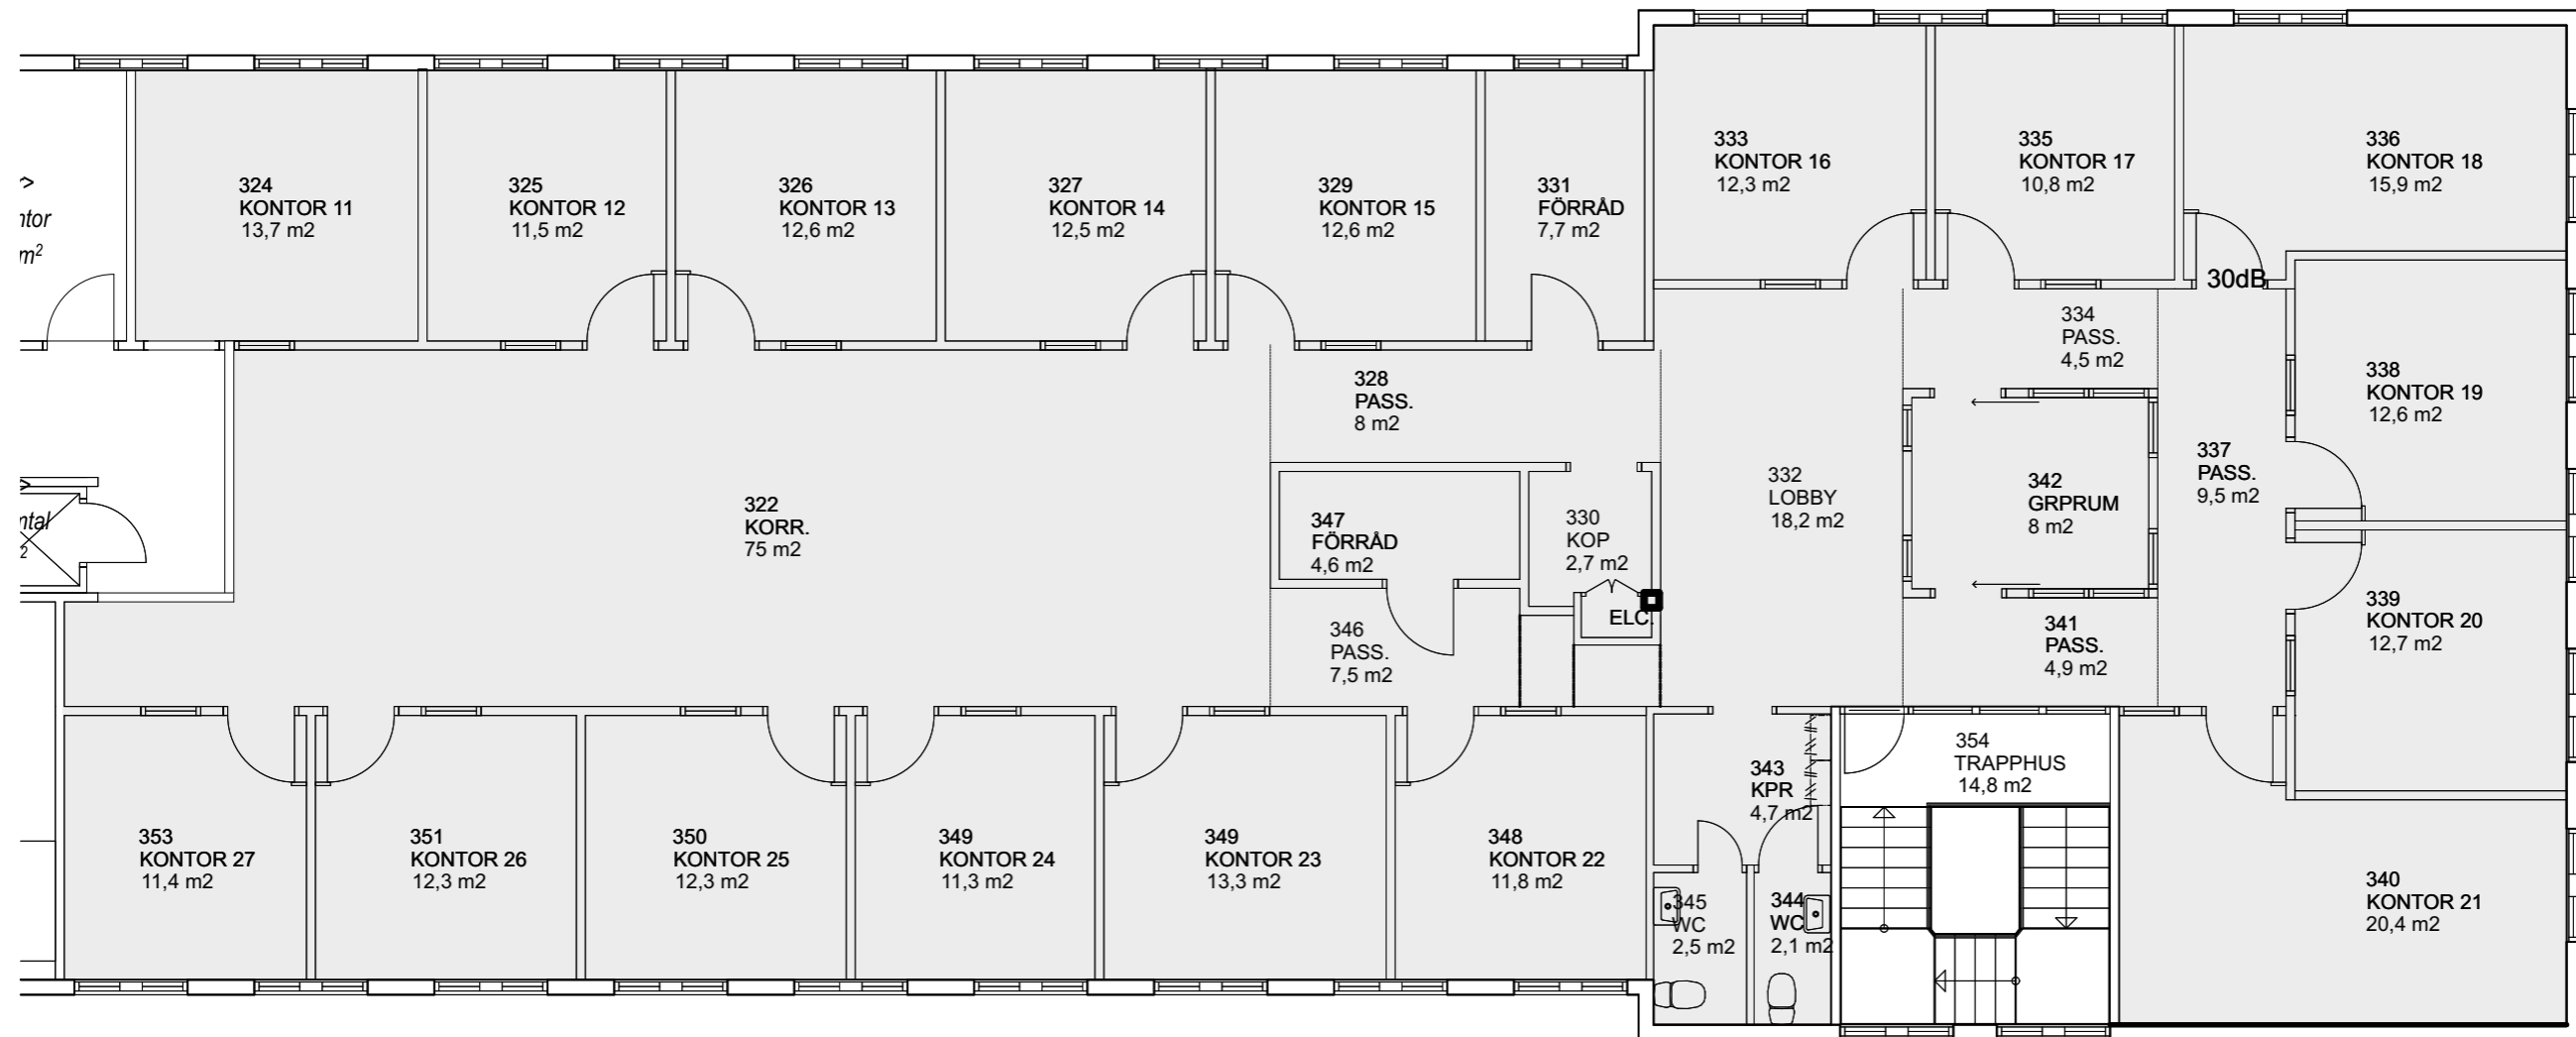 324
KONTOR 11
13,7 m2
325
KONTOR 12
11,5 m2
326
KONTOR 13
12,6 m2
327
KONTOR 14
12,5 m2
329
KONTOR 15
12,6 m2
331
FÖRRÅD
7,7 m2
333
KONTOR 16
12,3 m2
335
KONTOR 17
10,8 m2
336
KONTOR 18
15,9 m2
30dB
ntor
m²
334
PASS.
4,5 m2
328
PASS.
8 m2
338
KONTOR 19
12,6 m2
337
PASS.
9,5 m2
332
LOBBY
18,2 m2
342
GRPRUM
8 m2
322
KORR.
75 m2
347
FÖRRÅD
4,6 m2
330
KOP
2,7 m2
ELC.
ntal
2
346
PASS.
7,5 m2
341
PASS.
4,9 m2
339
KONTOR 20
12,7 m2
354
TRAPPHUS
14,8 m2
343
KPR
4,7 m2
353
KONTOR 27
11,4 m2
351
KONTOR 26
12,3 m2
350
KONTOR 25
12,3 m2
349
KONTOR 24
11,3 m2
349
KONTOR 23
13,3 m2
348
KONTOR 22
11,8 m2
345
WC
2,5 m2
344
WC
2,1 m2
340
KONTOR 21
20,4 m2